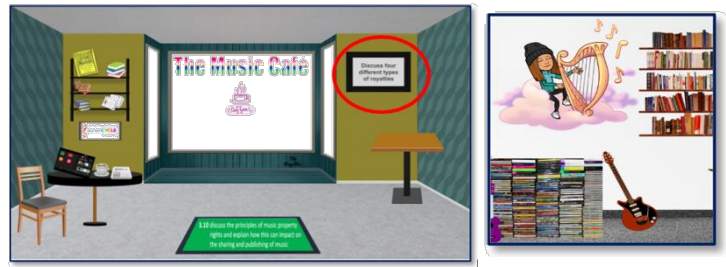 The Music Café
Discuss four
different types
of royalties
3.10 discuss the principles of music property
rights and explain how this can impact on
the sharing and publishing of music